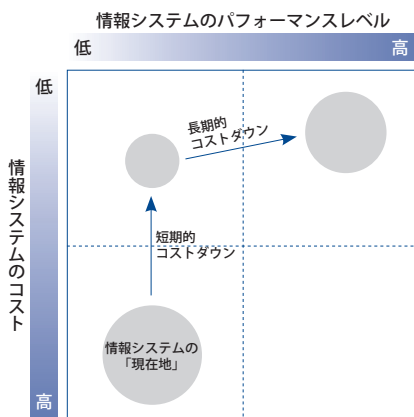 情報システムのパフォーマンスレベル
低
高
低
長期的
コストダウン
情報システムのコスト
短期的
コストダウン
情報システムの
「現在地」
高